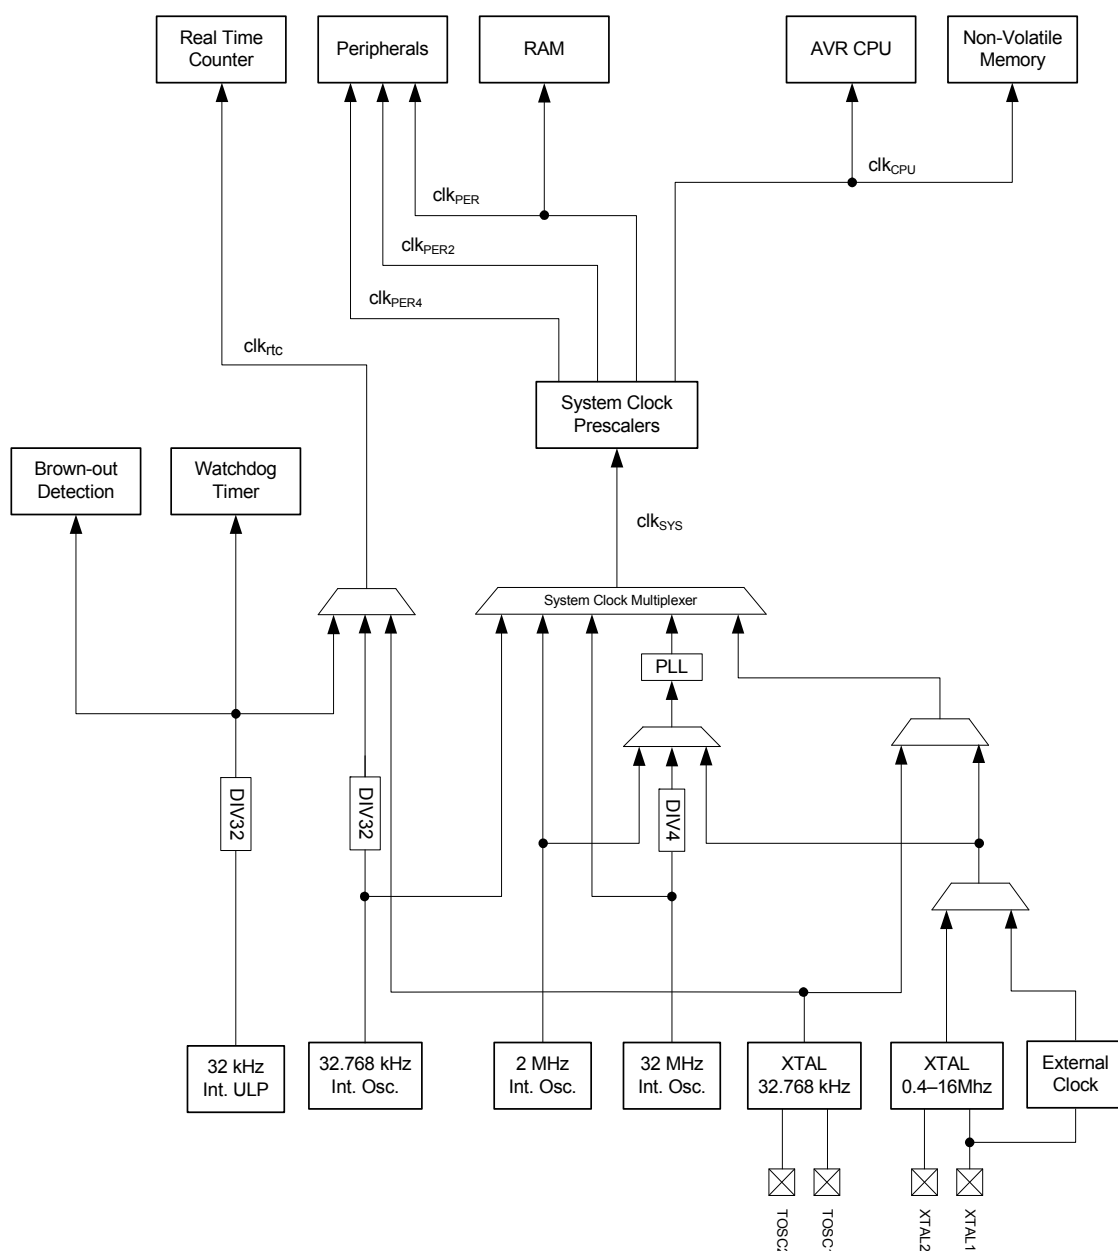 Real Time
Counter
Peripherals
RAM
AVR CPU
Non-Volatile
Memory
clkCPU
clkPER
clkPER2
clkPER4
clkrtc
System Clock
Prescalers
Brown-out
Detection
Watchdog
Timer
clkSYS
System Clock Multiplexer
PLL
DIV32
DIV32
DIV4
32 kHz
Int. ULP
32.768 kHz
Int. Osc.
2 MHz
Int. Osc.
32 MHz
Int. Osc.
XTAL
32.768 kHz
XTAL
0.4–16Mhz
External
Clock
TOSC2
TOSC1
XTAL2
XTAL1